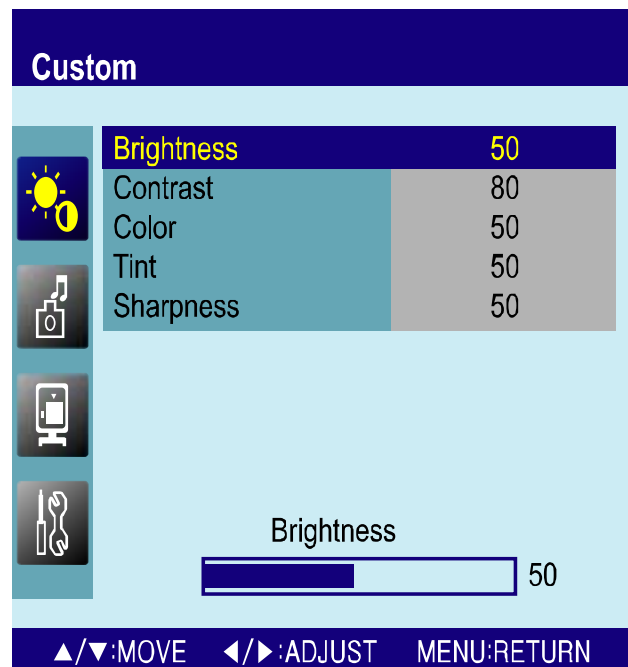 Custom
Brightness 50
Contrast 80
Color 50
Tint 50
Sharpness 50
Brightness
50
▲/▼:MOVE ◄/►:ADJUST MENU:RETURN